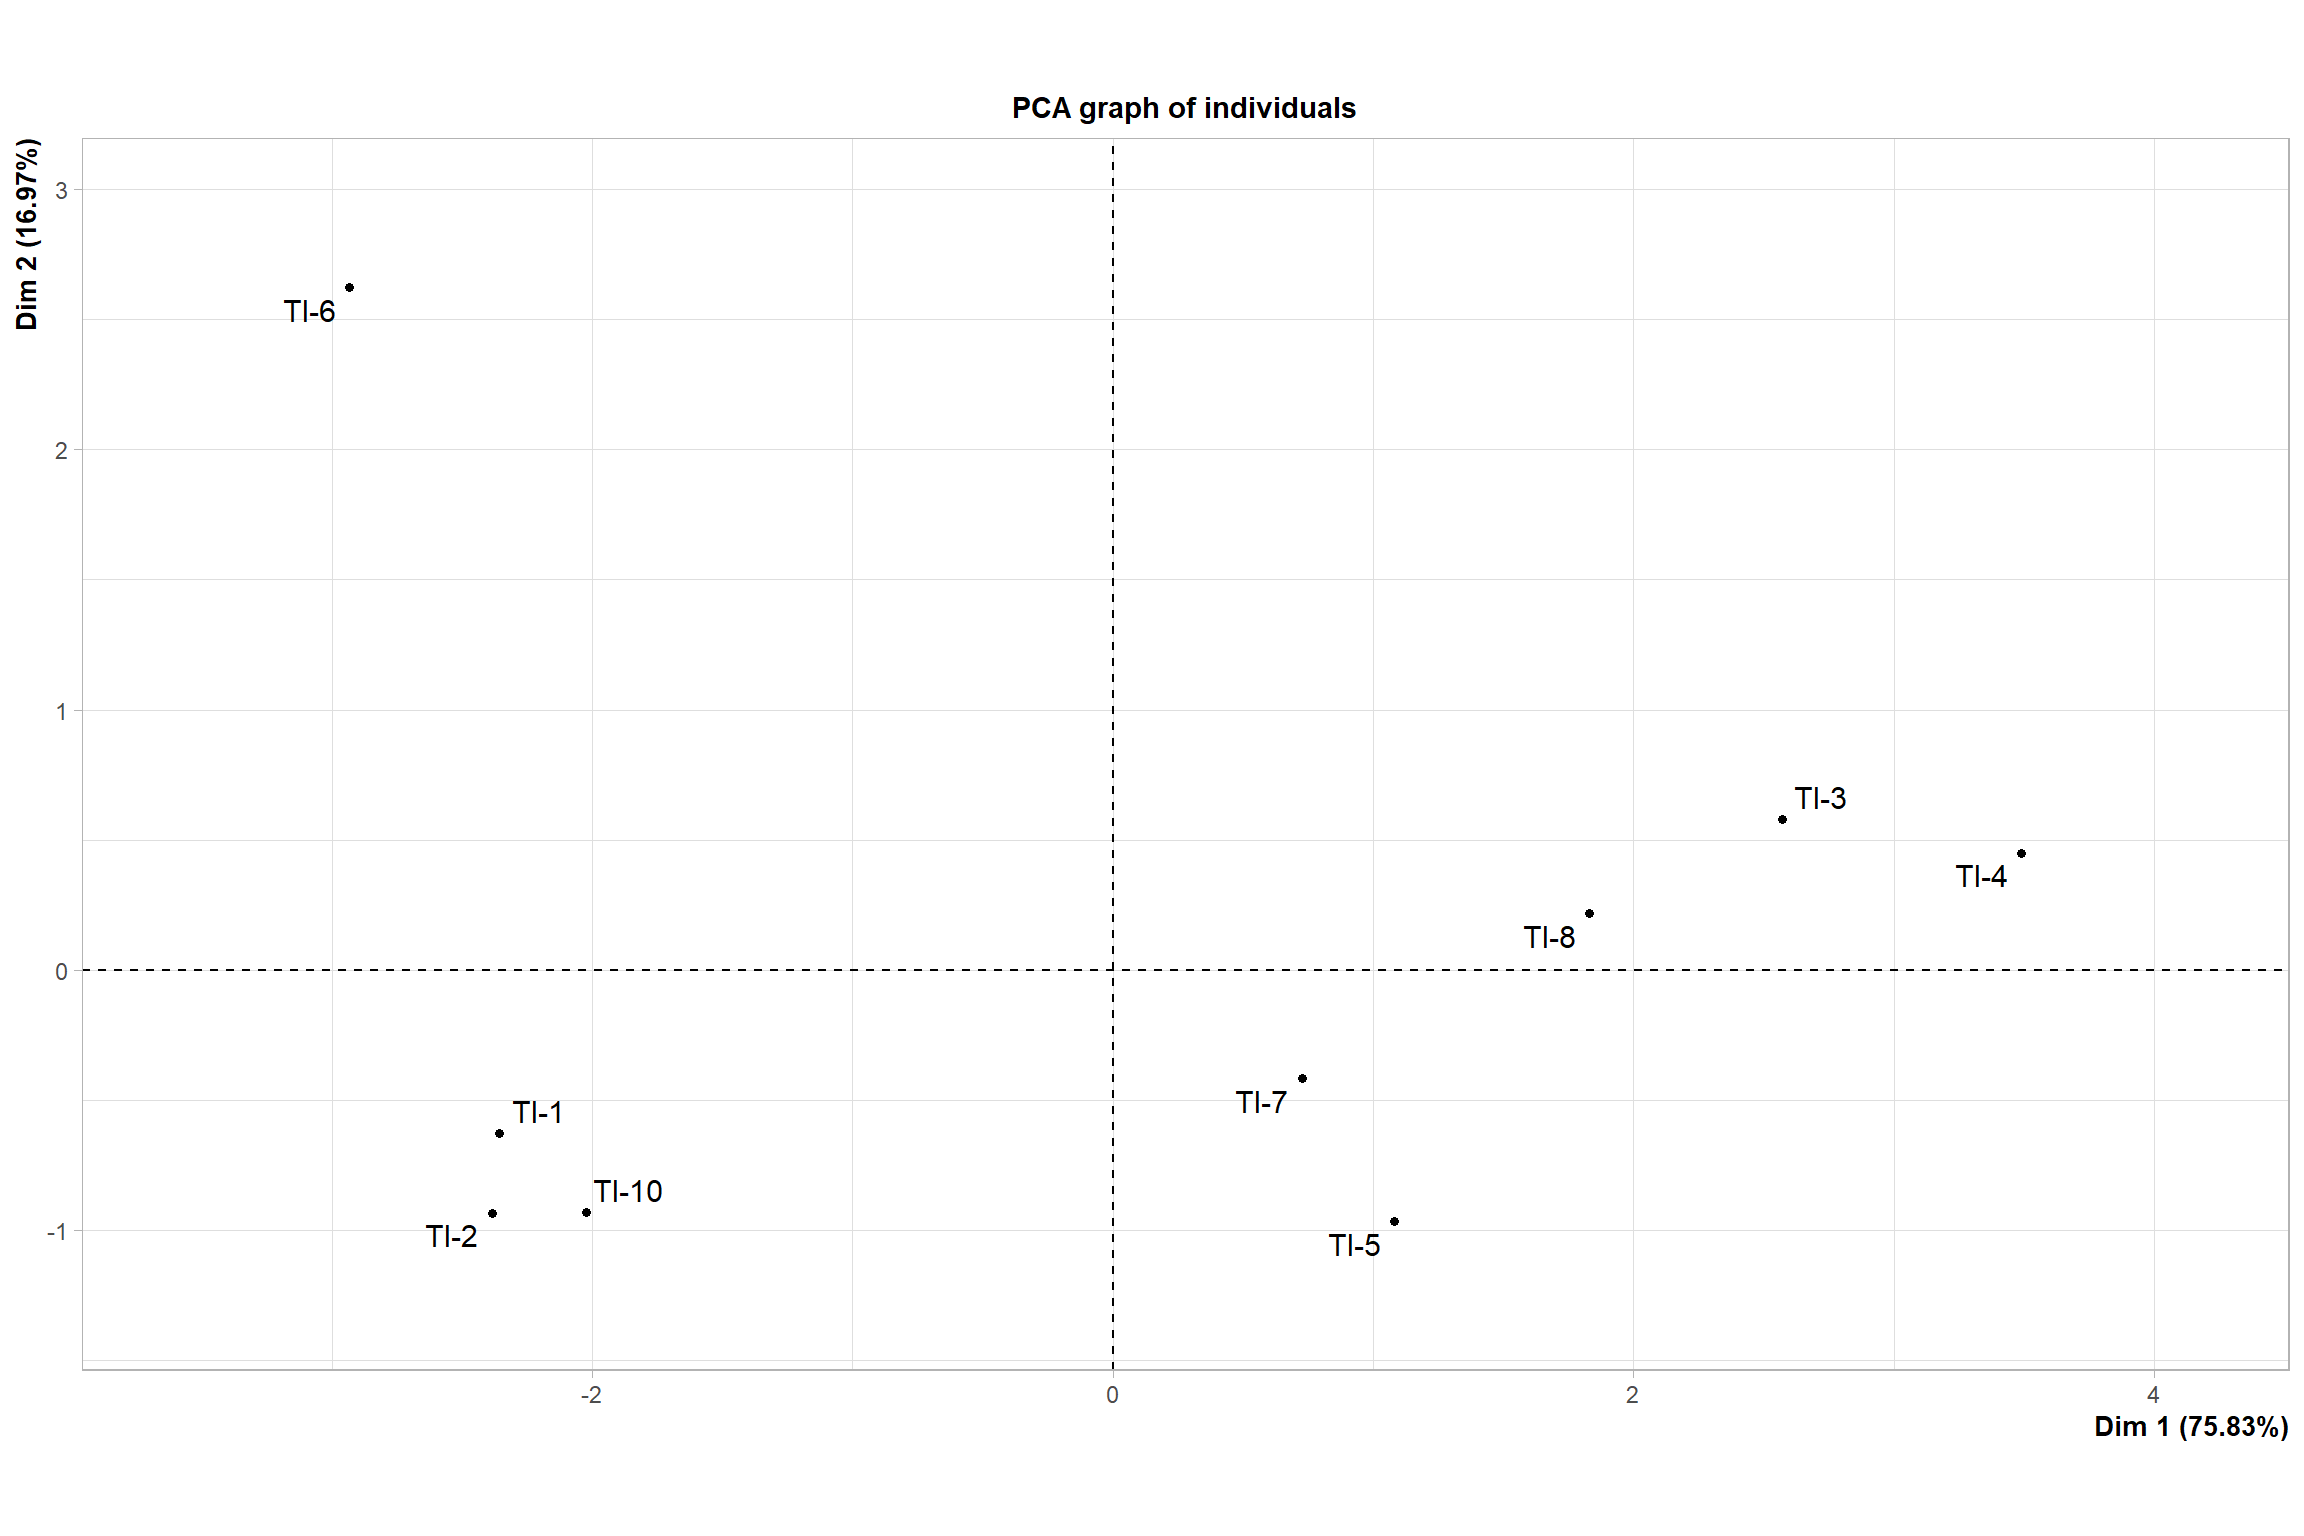 PCA graph of individuals
Dim 2 (16.97%)
3
2
1
0
-1
TI-6
TI-3
TI-4
TI-8
TI-7
TI-1
TI-10
TI-2
TI-5
-2
0
2
4
Dim 1 (75.83%)